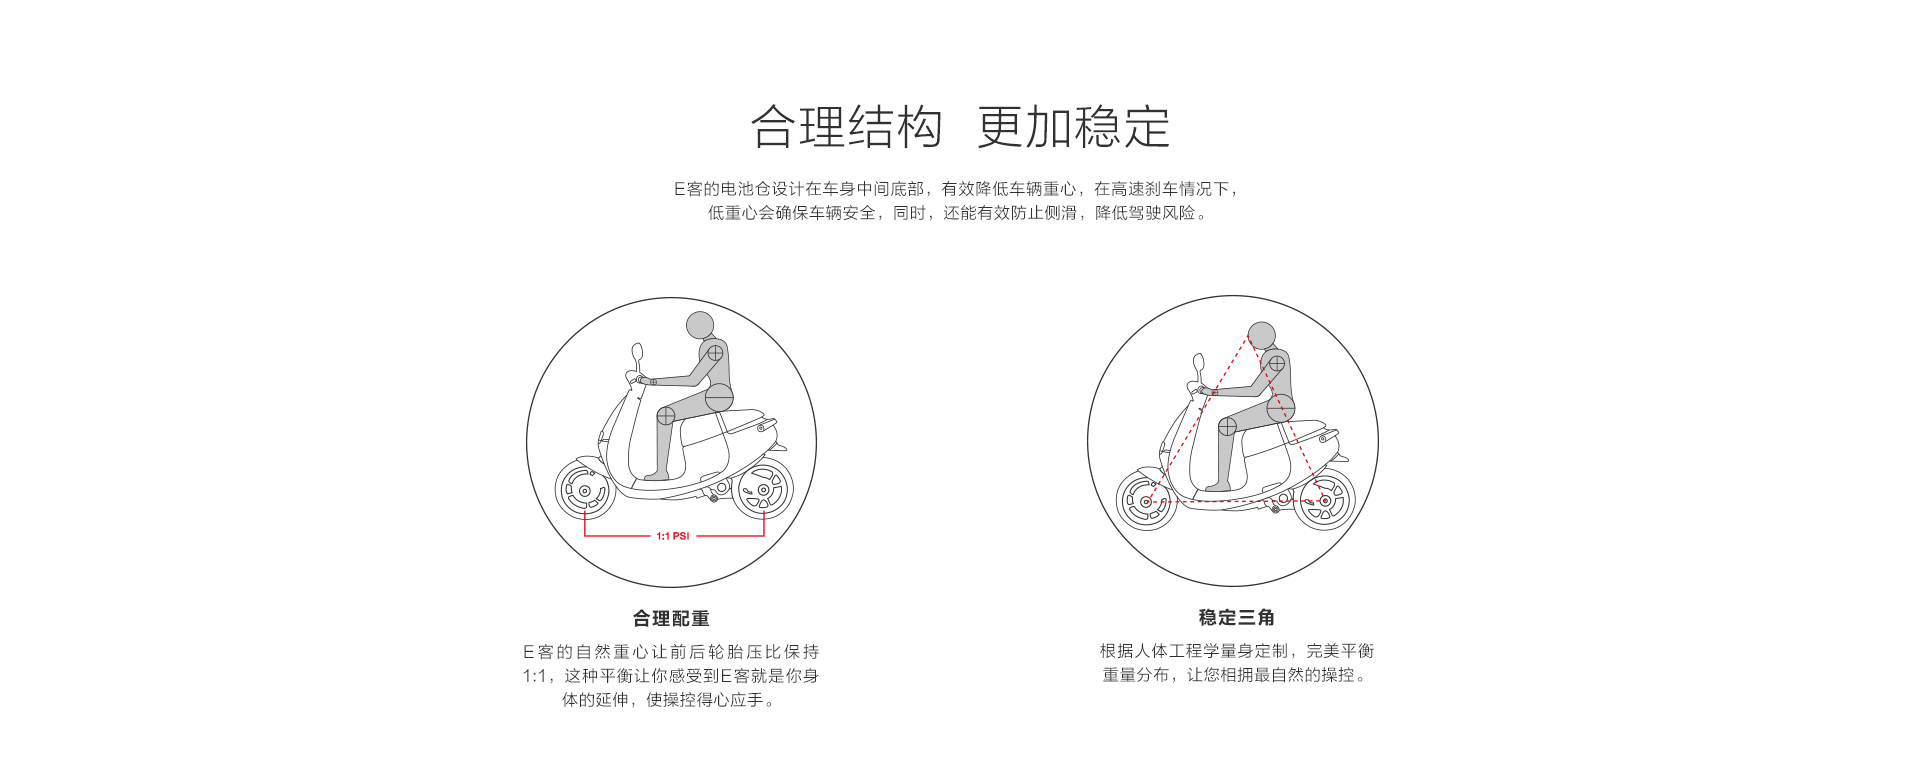 合理结构 更加稳定
E客的电池仓设计在车身中间底部，有效降低车辆重心，在高速刹车情况下，
低重心会确保车辆安全，同时，还能有效防止侧滑，降低驾驶风险。
1:1 PSI
合理配重
E客的自然重心让前后轮胎压比保持
1:1，这种平衡让你感受到E客就是你身
体的延伸，使操控得心应手。
稳定三角
根据人体工程学量身定制，完美平衡
重量分布，让您相拥最自然的操控。